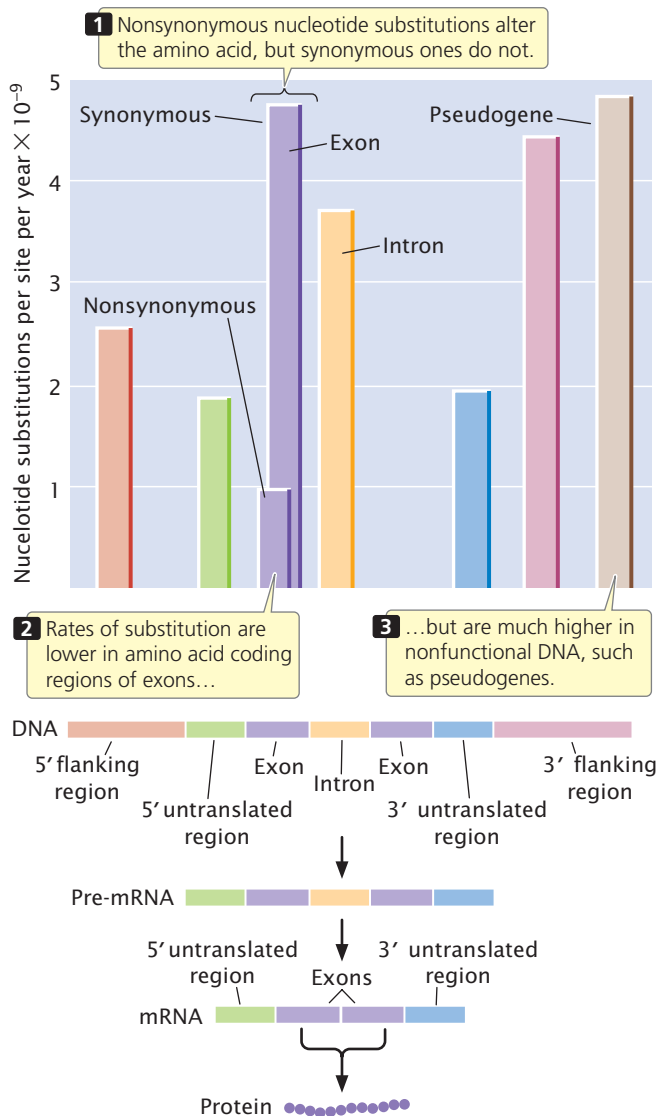 1 Nonsynonymous nucleotide substitutions alter
the amino acid, but synonymous ones do not.
Nucelotide substitutions per site per year × 10⁻⁹
5
4
3
2
1
Synonymous
Exon
Pseudogene
Intron
Nonsynonymous
2 Rates of substitution are
lower in amino acid coding
regions of exons…
3 …but are much higher in
nonfunctional DNA, such
as pseudogenes.
DNA
5′ flanking
region
5′ untranslated
region
Exon
Intron
Exon
3′ untranslated
region
3′ flanking
region
Pre-mRNA
5′ untranslated
region
Exons
3′ untranslated
region
mRNA
Protein